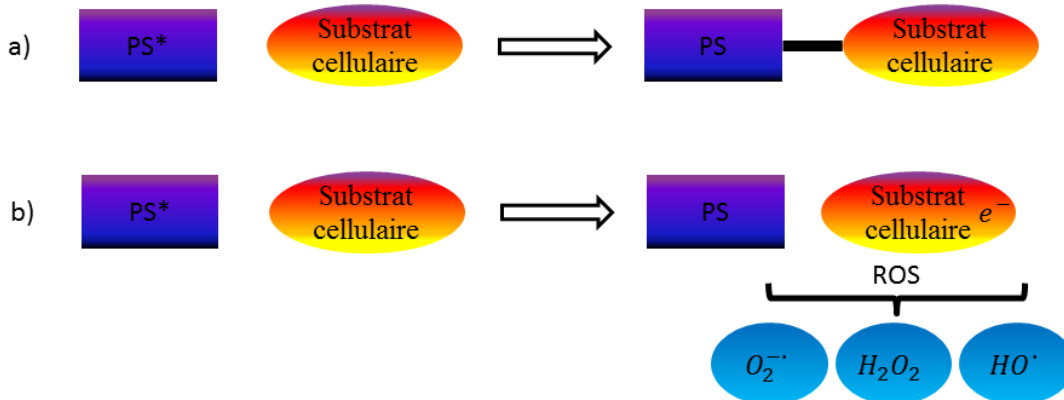 a) PS* Substrat cellulaire PS Substrat cellulaire
b) PS* Substrat cellulaire PS Substrat cellulaire e⁻
ROS
O₂⁻˙ H₂O₂ HO˙